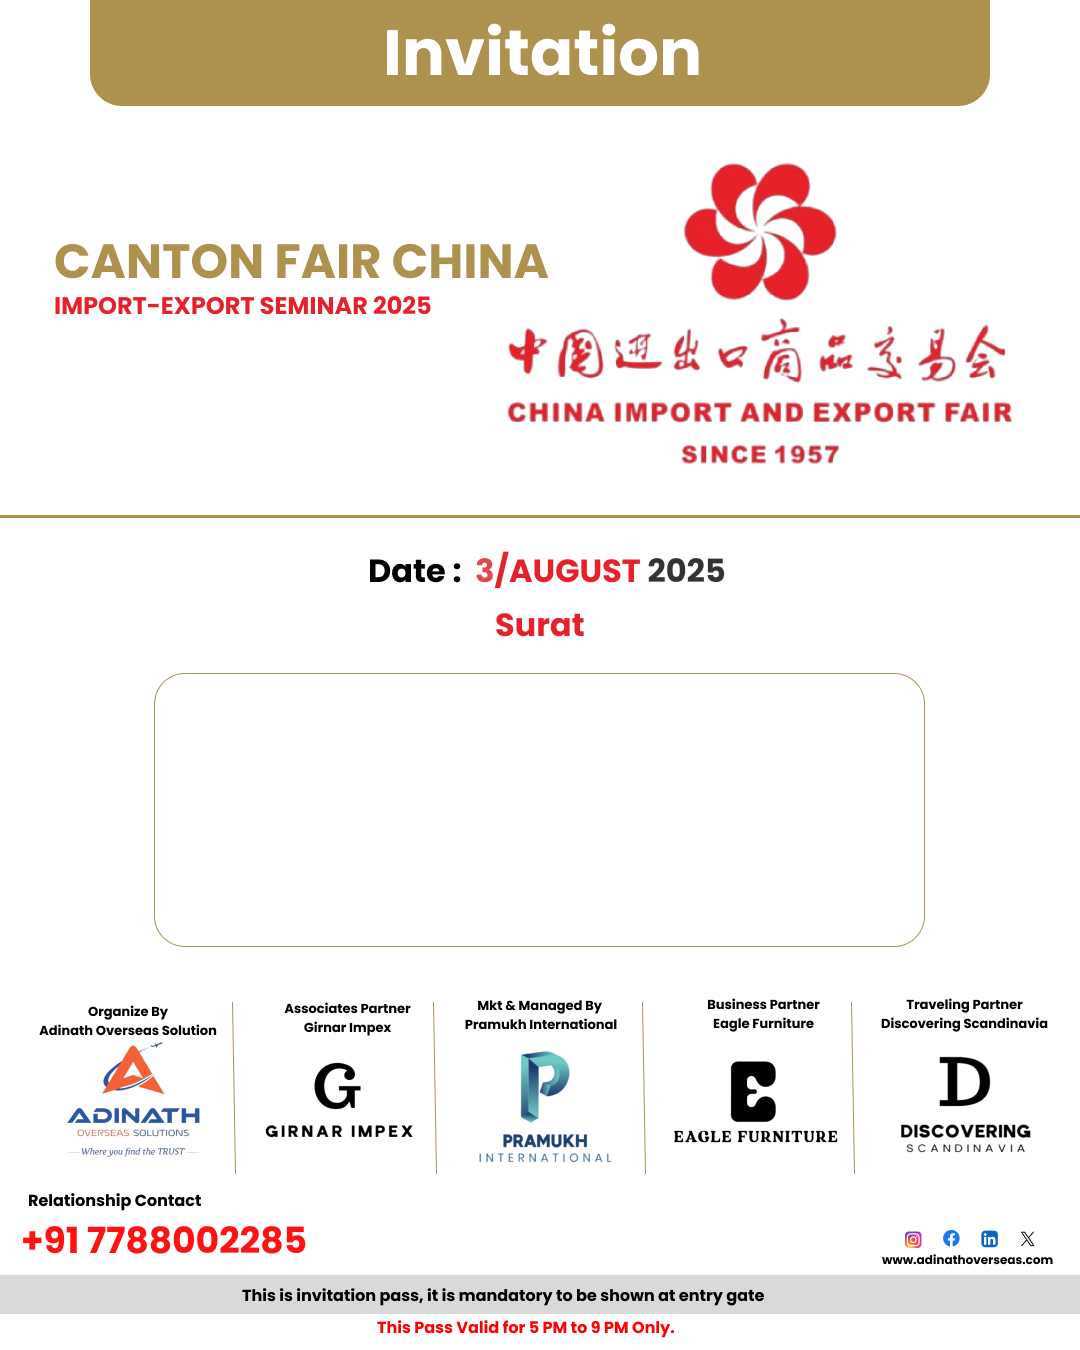 Invitation
CANTON FAIR CHINA
IMPORT-EXPORT SEMINAR 2025
中国进出口商品交易会
CHINA IMPORT AND EXPORT FAIR
SINCE 1957
Date : 3/AUGUST 2025
Surat
Organize By
Adinath Overseas Solution
ADINATH
OVERSEAS SOLUTIONS
Where you find the TRUST
Associates Partner
Girnar Impex
G
GIRNAR IMPEX
Mkt & Managed By
Pramukh International
P
PRAMUKH
INTERNATIONAL
Business Partner
Eagle Furniture
E
EAGLE FURNITURE
Traveling Partner
Discovering Scandinavia
D
DISCOVERING
SCANDINAVIA
Relationship Contact
+91 7788002285
www.adinathoverseas.com
This is invitation pass, it is mandatory to be shown at entry gate
This Pass Valid for 5 PM to 9 PM Only.